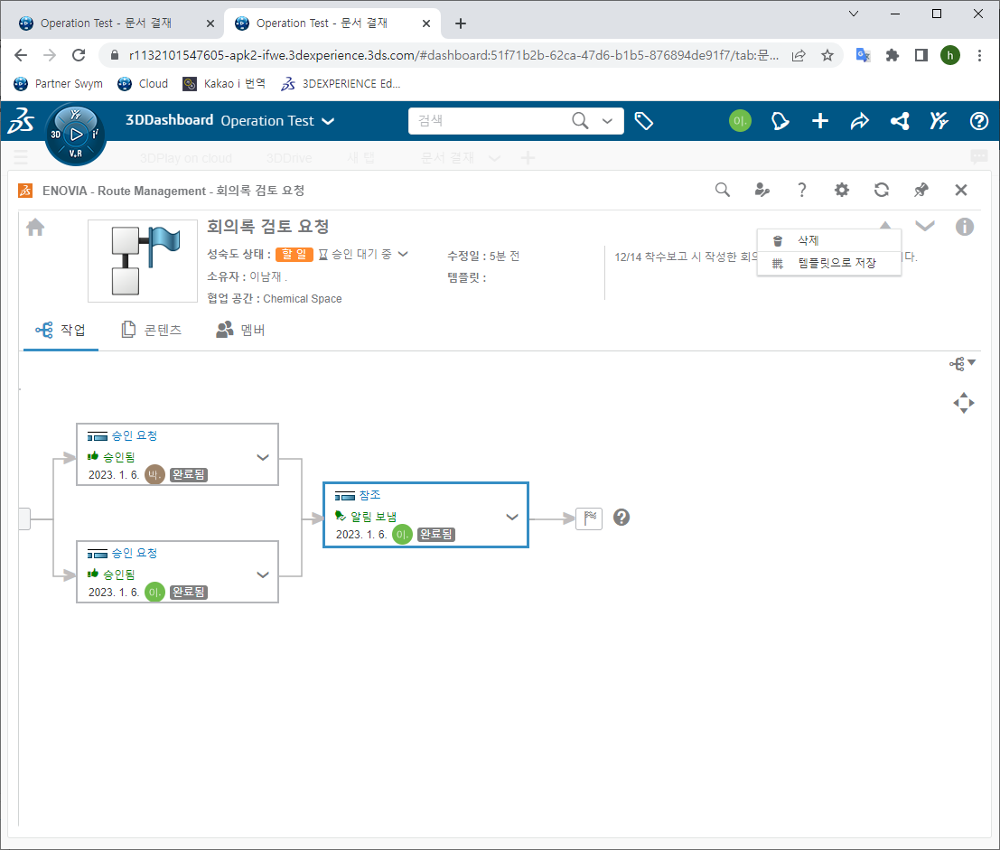 Operation Test - 문서 결재
Operation Test - 문서 결재
r1132101547605-apk2-ifwe.3dexperience.3ds.com/#dashboard:51f71b2b-62ca-47d6-b1b5-876894de91f7/tab:문...
h
Partner Swym
Cloud
Kakao i 번역
3DEXPERIENCE Ed...
3D
V.R
3DDashboard Operation Test
검색
이.
3DPlay on cloud
3DDrive
새 탭
문서 결재
ENOVIA - Route Management - 회의록 검토 요청
회의록 검토 요청
성숙도 상태 : 할 일 승인 대기 중
소유자 : 이남재 .
협업 공간 : Chemical Space
수정일 : 5분 전
템플릿 :
12/14 착수보고 시 작성한 회의
다.
삭제
템플릿으로 저장
작업
콘텐츠
멤버
승인 요청
승인됨
2023. 1. 6. 박. 완료됨
승인 요청
승인됨
2023. 1. 6. 이. 완료됨
참조
알림 보냄
2023. 1. 6. 이. 완료됨